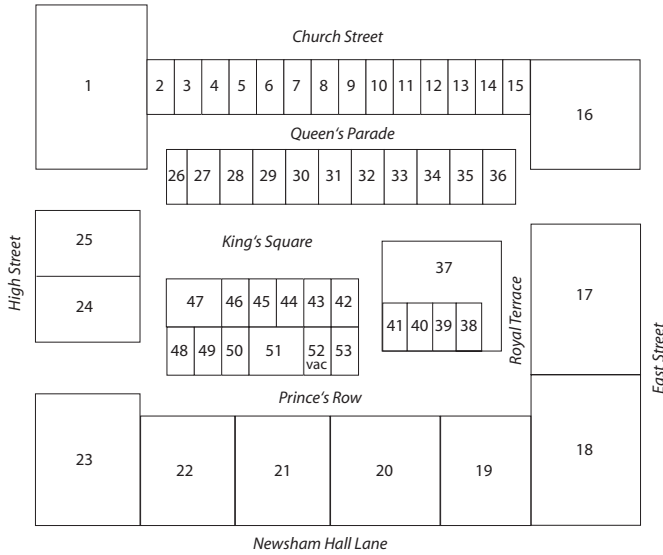 Church Street
1
2 3 4 5 6 7 8 9 10 11 12 13 14 15
16
Queen's Parade
26 27 28 29 30 31 32 33 34 35 36
High Street
25
King's Square
37
Royal Terrace
17
East Street
24
47 46 45 44 43 42
41 40 39 38
48 49 50 51 52 53
vac
Prince's Row
23
22 21 20 19
18
Newsham Hall Lane